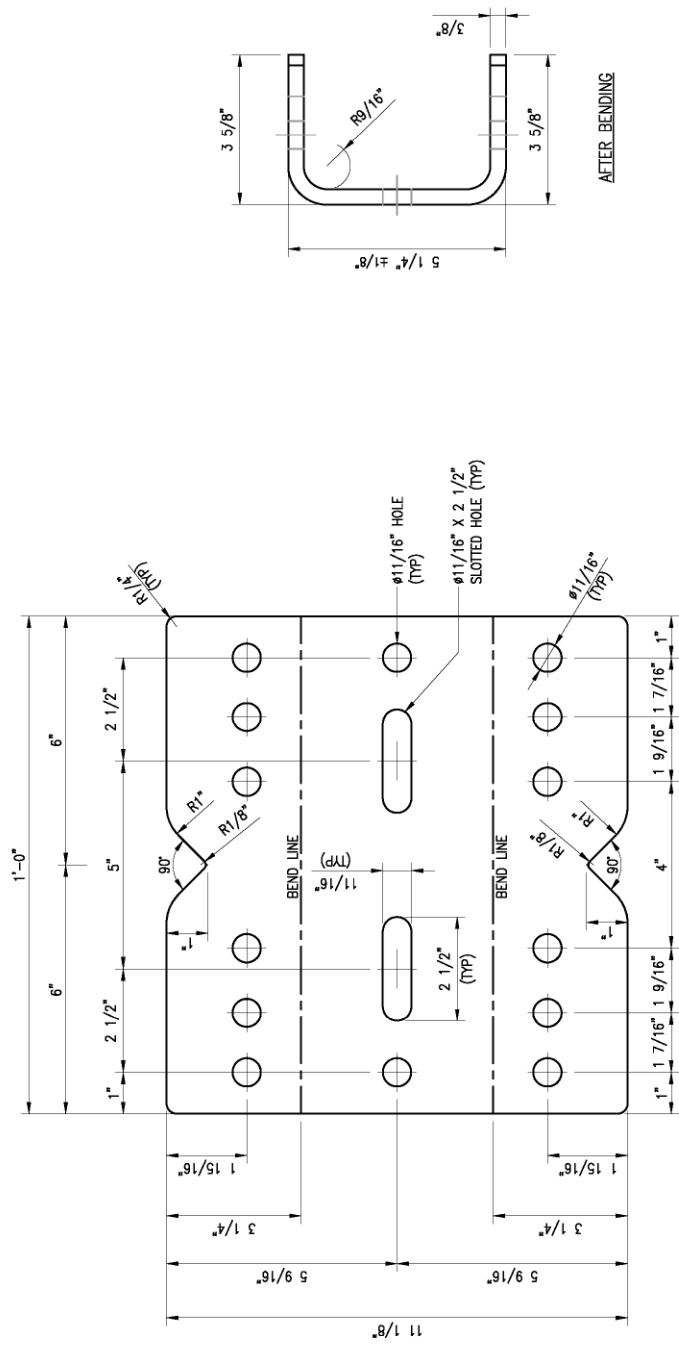 3 5/8"
3/8"
R9/16"
5 1/4" ±1/8"
3 5/8"
AFTER BENDING
1'-0"
6"
6"
2 1/2"
5"
2 1/2"
1"
R1/4"
(TYP)
R1"
90°
R1/8"
1"
ø11/16" HOLE
(TYP)
ø11/16" X 2 1/2"
SLOTTED HOLE (TYP)
BEND LINE
11/16"
(TYP)
2 1/2"
(TYP)
BEND LINE
ø11/16"
(TYP)
R1/8"
R1"
90°
1"
1"
1 7/16"
1 9/16"
4"
1 9/16"
1 7/16"
1"
1 15/16"
1 15/16"
3 1/4"
3 1/4"
5 9/16"
5 9/16"
11 1/8"